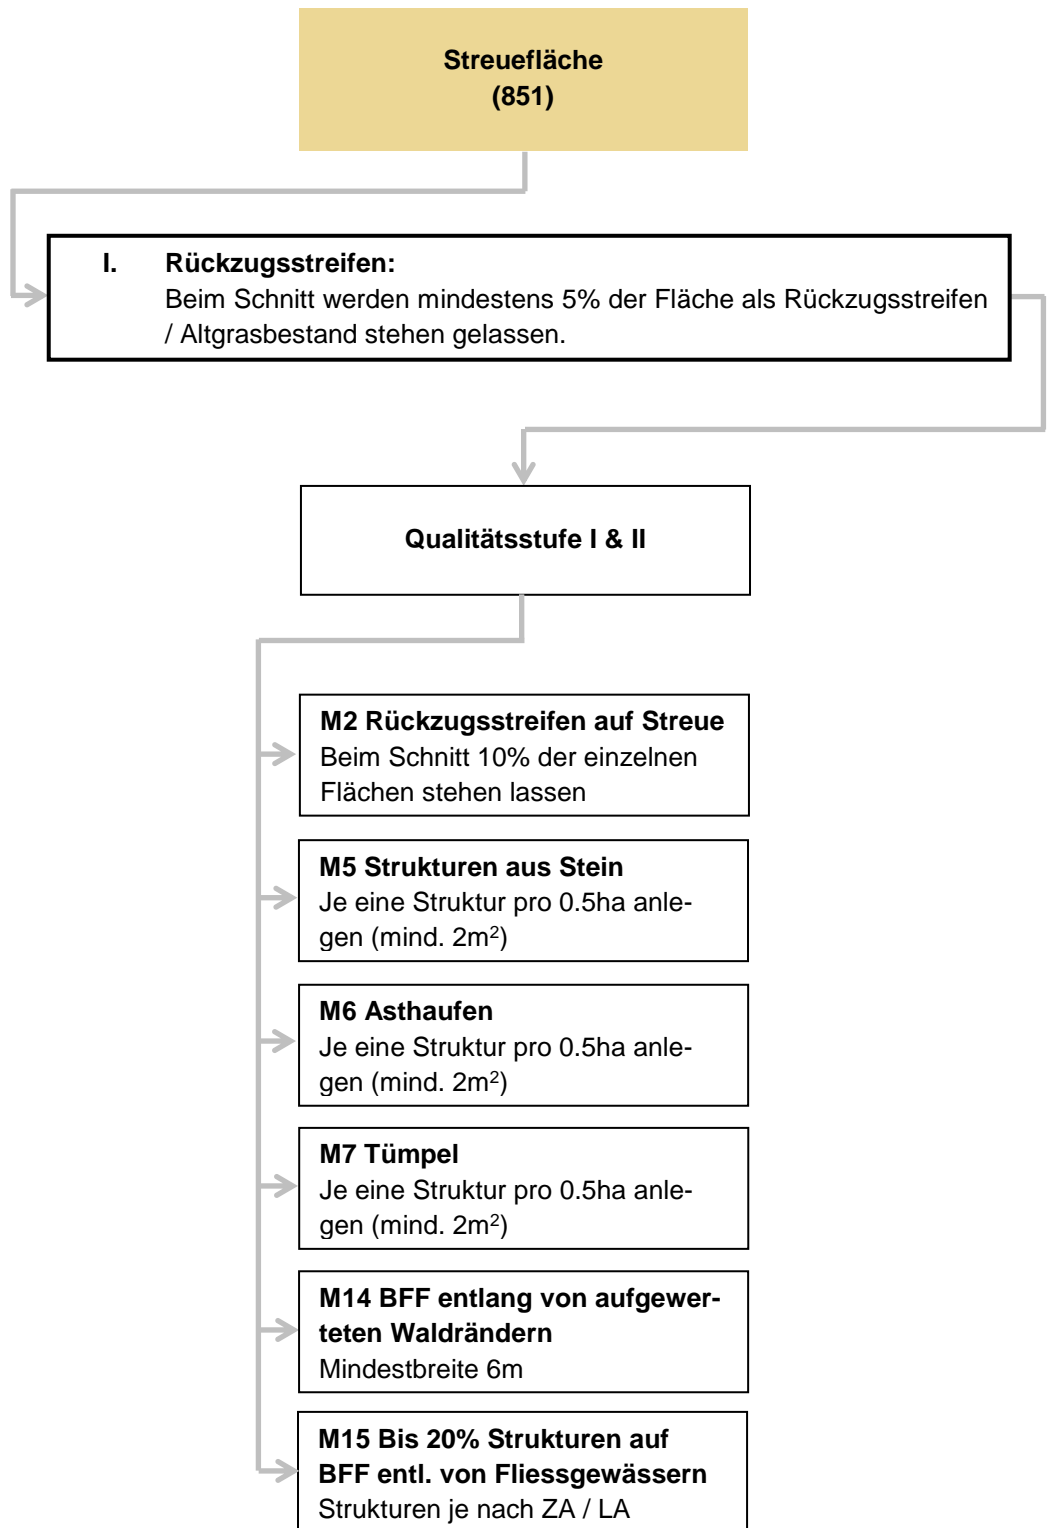 Streuefläche
(851)
I. Rückzugsstreifen:
Beim Schnitt werden mindestens 5% der Fläche als Rückzugsstreifen
/ Altgrasbestand stehen gelassen.
Qualitätsstufe I & II
M2 Rückzugsstreifen auf Streue
Beim Schnitt 10% der einzelnen
Flächen stehen lassen
M5 Strukturen aus Stein
Je eine Struktur pro 0.5ha anle-
gen (mind. 2m²)
M6 Asthaufen
Je eine Struktur pro 0.5ha anle-
gen (mind. 2m²)
M7 Tümpel
Je eine Struktur pro 0.5ha anle-
gen (mind. 2m²)
M14 BFF entlang von aufgewer-
teten Waldrändern
Mindestbreite 6m
M15 Bis 20% Strukturen auf
BFF entl. von Fliessgewässern
Strukturen je nach ZA / LA